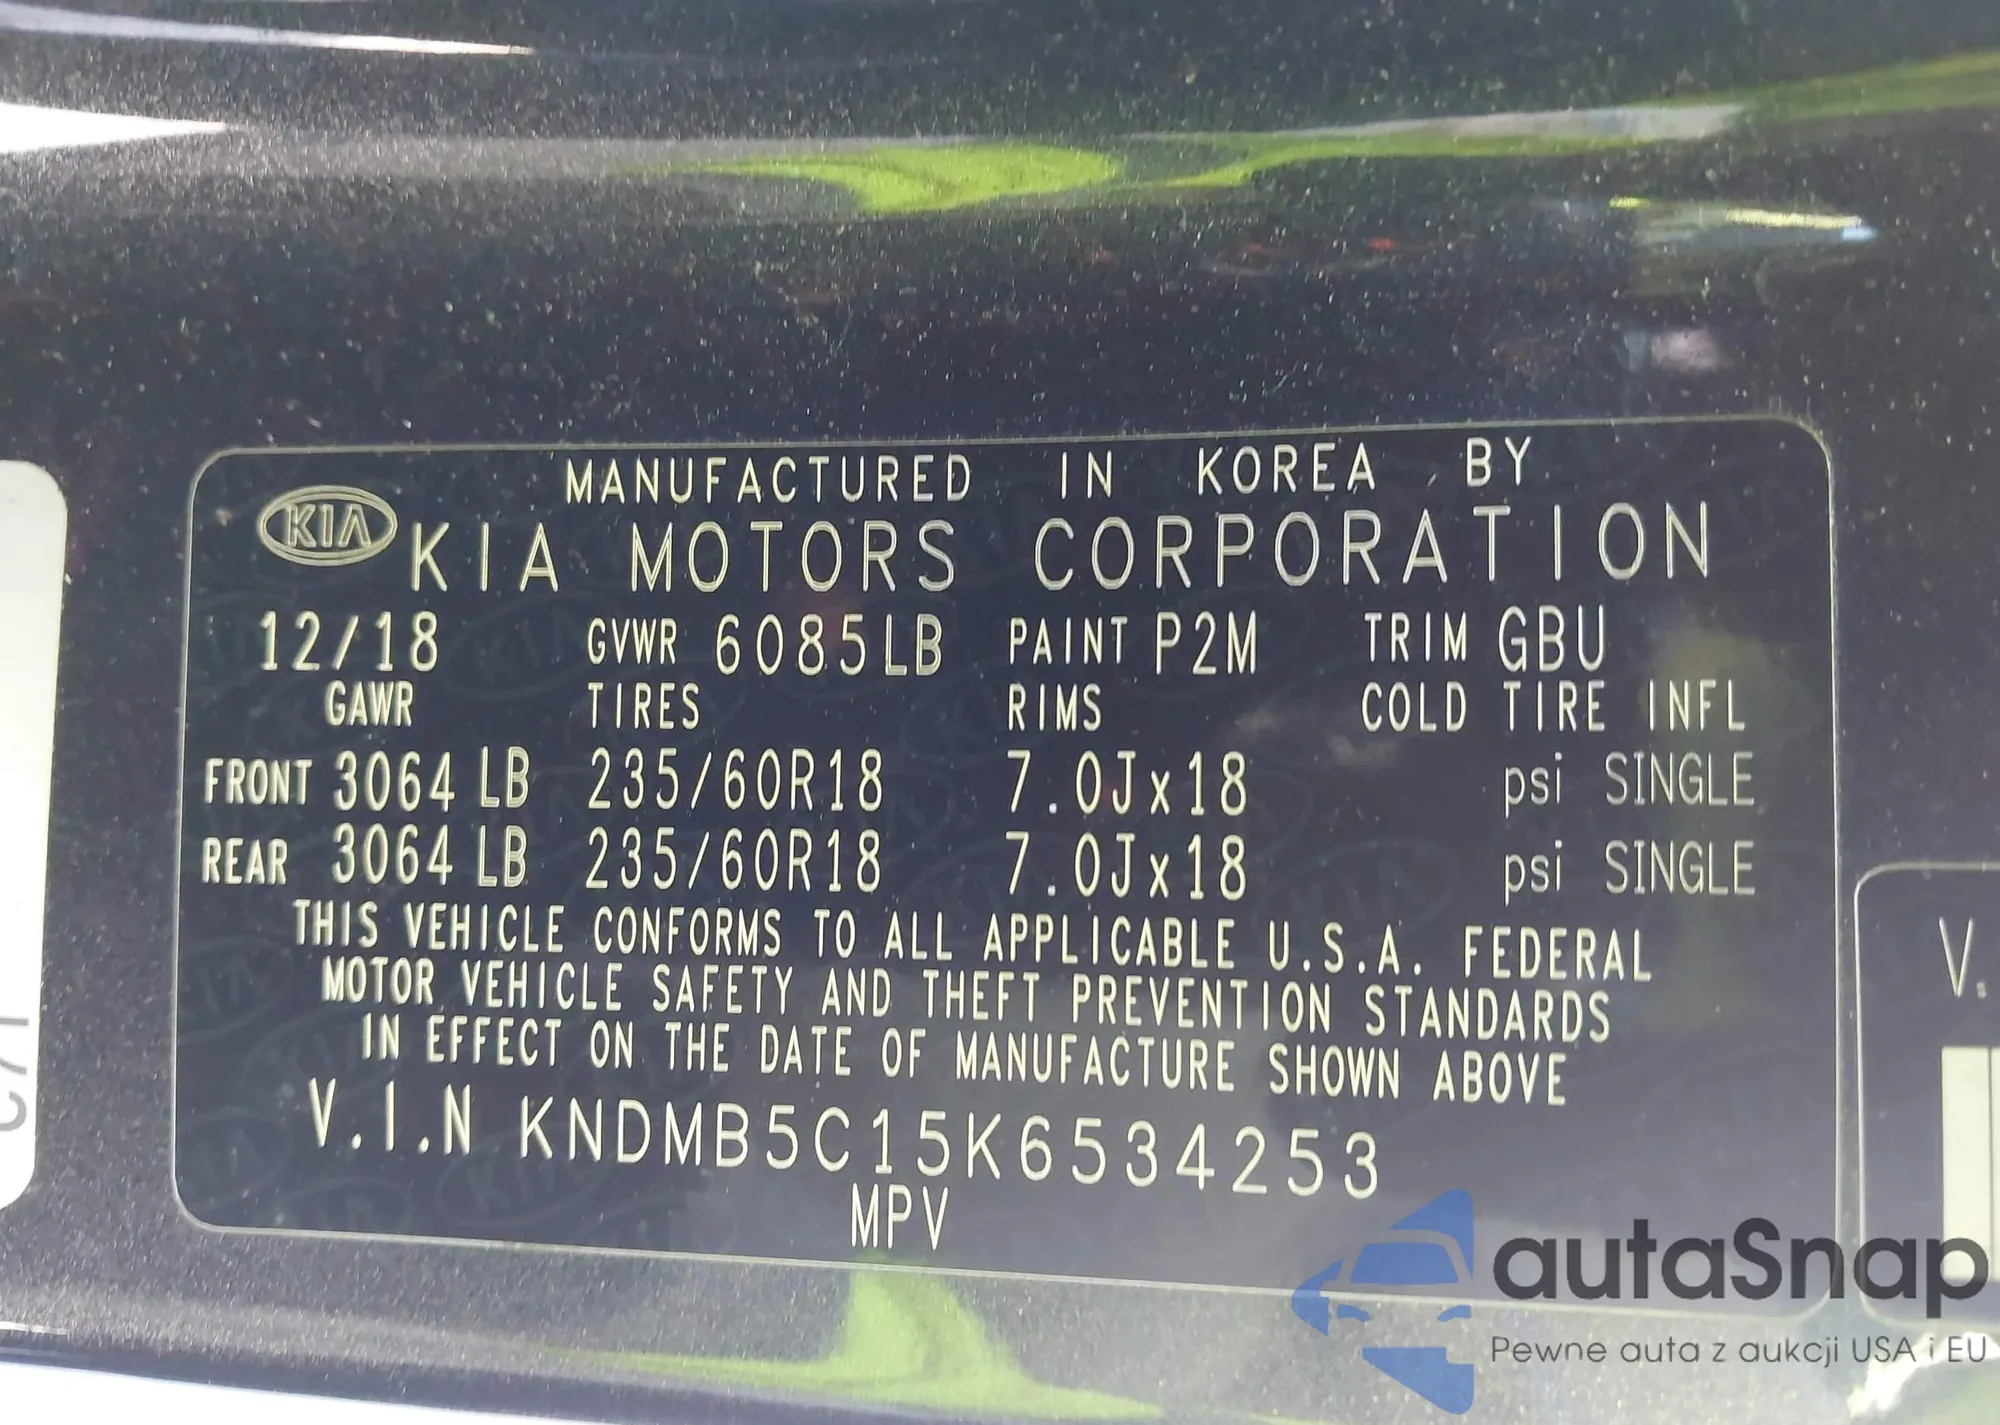 MANUFACTURED IN KOREA BY
KIA KIA MOTORS CORPORATION
12/18 GVWR 6085LB PAINT P2M TRIM GBU
GAWR TIRES RIMS COLD TIRE INFL
FRONT 3064 LB 235/60R18 7.0Jx18 psi SINGLE
REAR 3064 LB 235/60R18 7.0Jx18 psi SINGLE
THIS VEHICLE CONFORMS TO ALL APPLICABLE U.S.A. FEDERAL
MOTOR VEHICLE SAFETY AND THEFT PREVENTION STANDARDS
IN EFFECT ON THE DATE OF MANUFACTURE SHOWN ABOVE
V.I.N KNDMB5C15K6534253
MPV
V.
autaSnap
Pewne auta z aukcji USA i EU